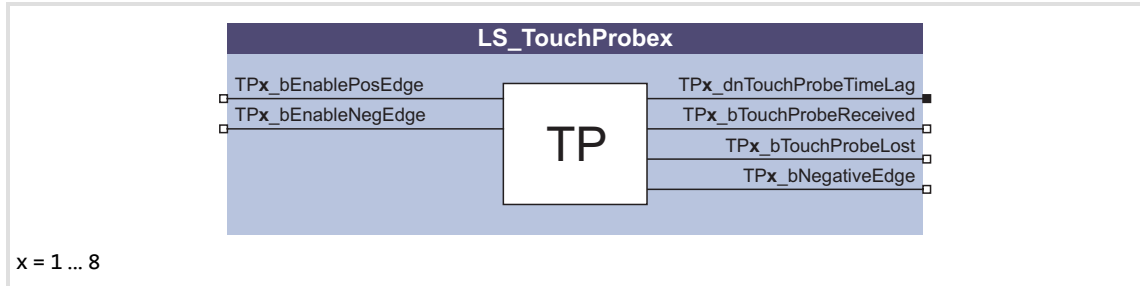 LS_TouchProbex
TPx_bEnablePosEdge
TPx_bEnableNegEdge
TP
TPx_dnTouchProbeTimeLag
TPx_bTouchProbeReceived
TPx_bTouchProbeLost
TPx_bNegativeEdge
x = 1 ... 8